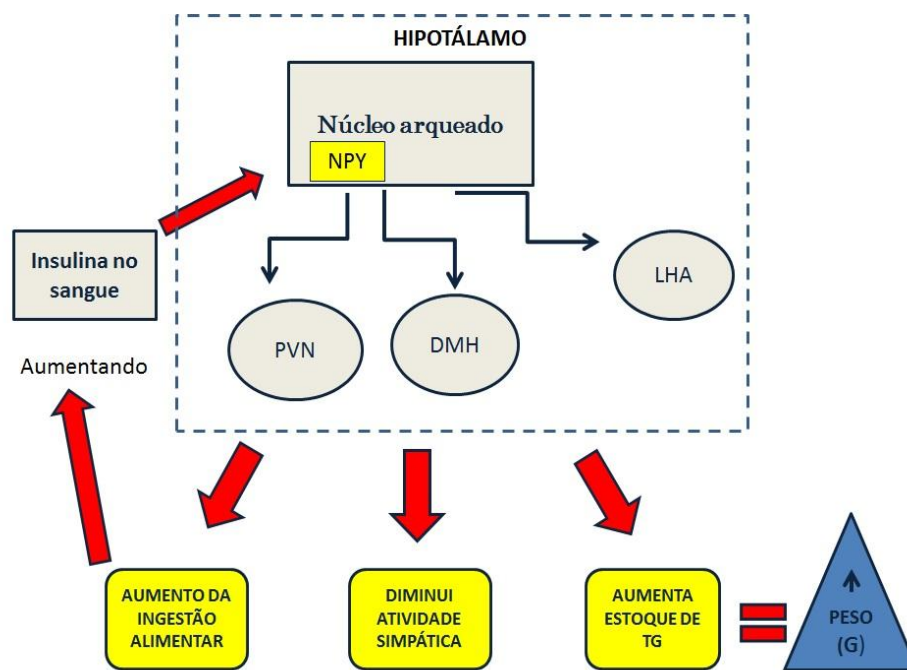 HIPOTÁLAMO
Núcleo arqueado
NPY
Insulina no
sangue
LHA
PVN
DMH
Aumentando
AUMENTO DA
INGESTÃO
ALIMENTAR
DIMINUI
ATIVIDADE
SIMPÁTICA
AUMENTA
ESTOQUE DE
TG
PESO
(G)